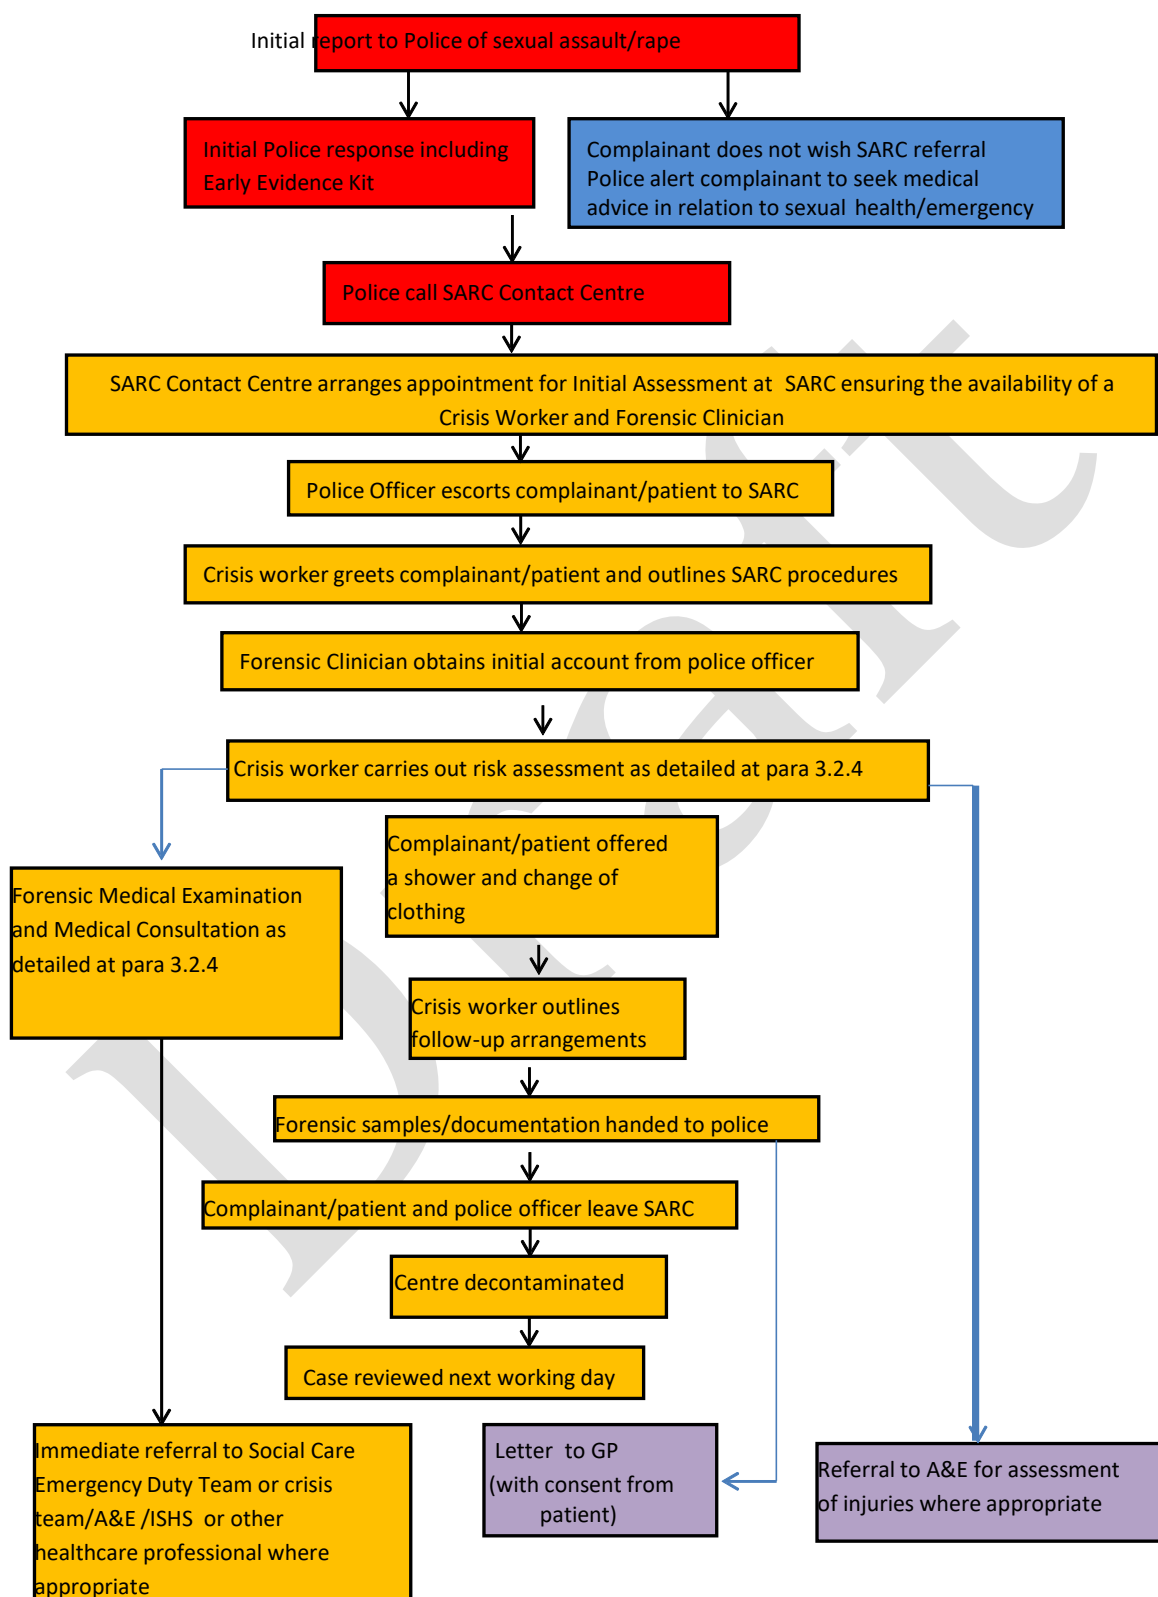 Initial report to Police of sexual assault/rape
Initial Police response including
Early Evidence Kit
Complainant does not wish SARC referral
Police alert complainant to seek medical
advice in relation to sexual health/emergency
Police call SARC Contact Centre
SARC Contact Centre arranges appointment for Initial Assessment at SARC ensuring the availability of a
Crisis Worker and Forensic Clinician
Police Officer escorts complainant/patient to SARC
Crisis worker greets complainant/patient and outlines SARC procedures
Forensic Clinician obtains initial account from police officer
Crisis worker carries out risk assessment as detailed at para 3.2.4
Forensic Medical Examination
and Medical Consultation as
detailed at para 3.2.4
Complainant/patient offered
a shower and change of
clothing
Crisis worker outlines
follow-up arrangements
Forensic samples/documentation handed to police
Complainant/patient and police officer leave SARC
Centre decontaminated
Case reviewed next working day
Immediate referral to Social Care
Emergency Duty Team or crisis
team/A&E /ISHS or other
healthcare professional where
appropriate
Letter to GP
(with consent from
patient)
Referral to A&E for assessment
of injuries where appropriate
Draft